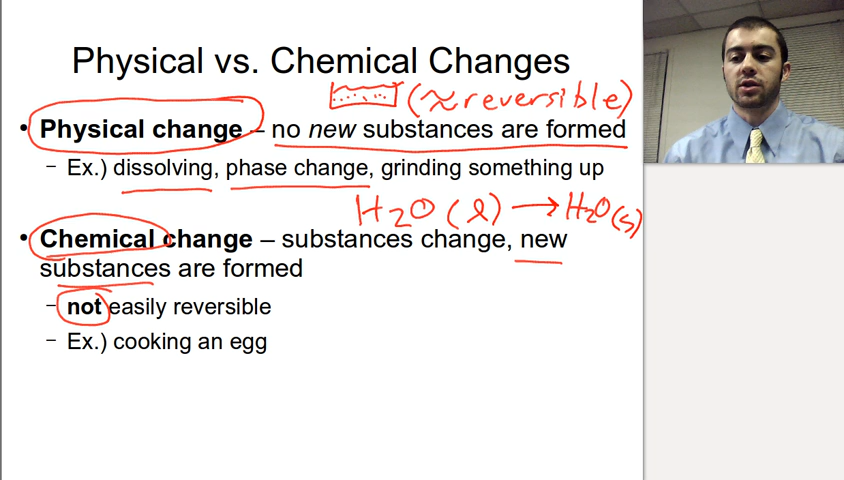 Physical vs. Chemical Changes
(≈reversible)
• Physical change – no new substances are formed
– Ex.) dissolving, phase change, grinding something up
H₂O (l) → H₂O(s)
• Chemical change – substances change, new
substances are formed
– not easily reversible
– Ex.) cooking an egg